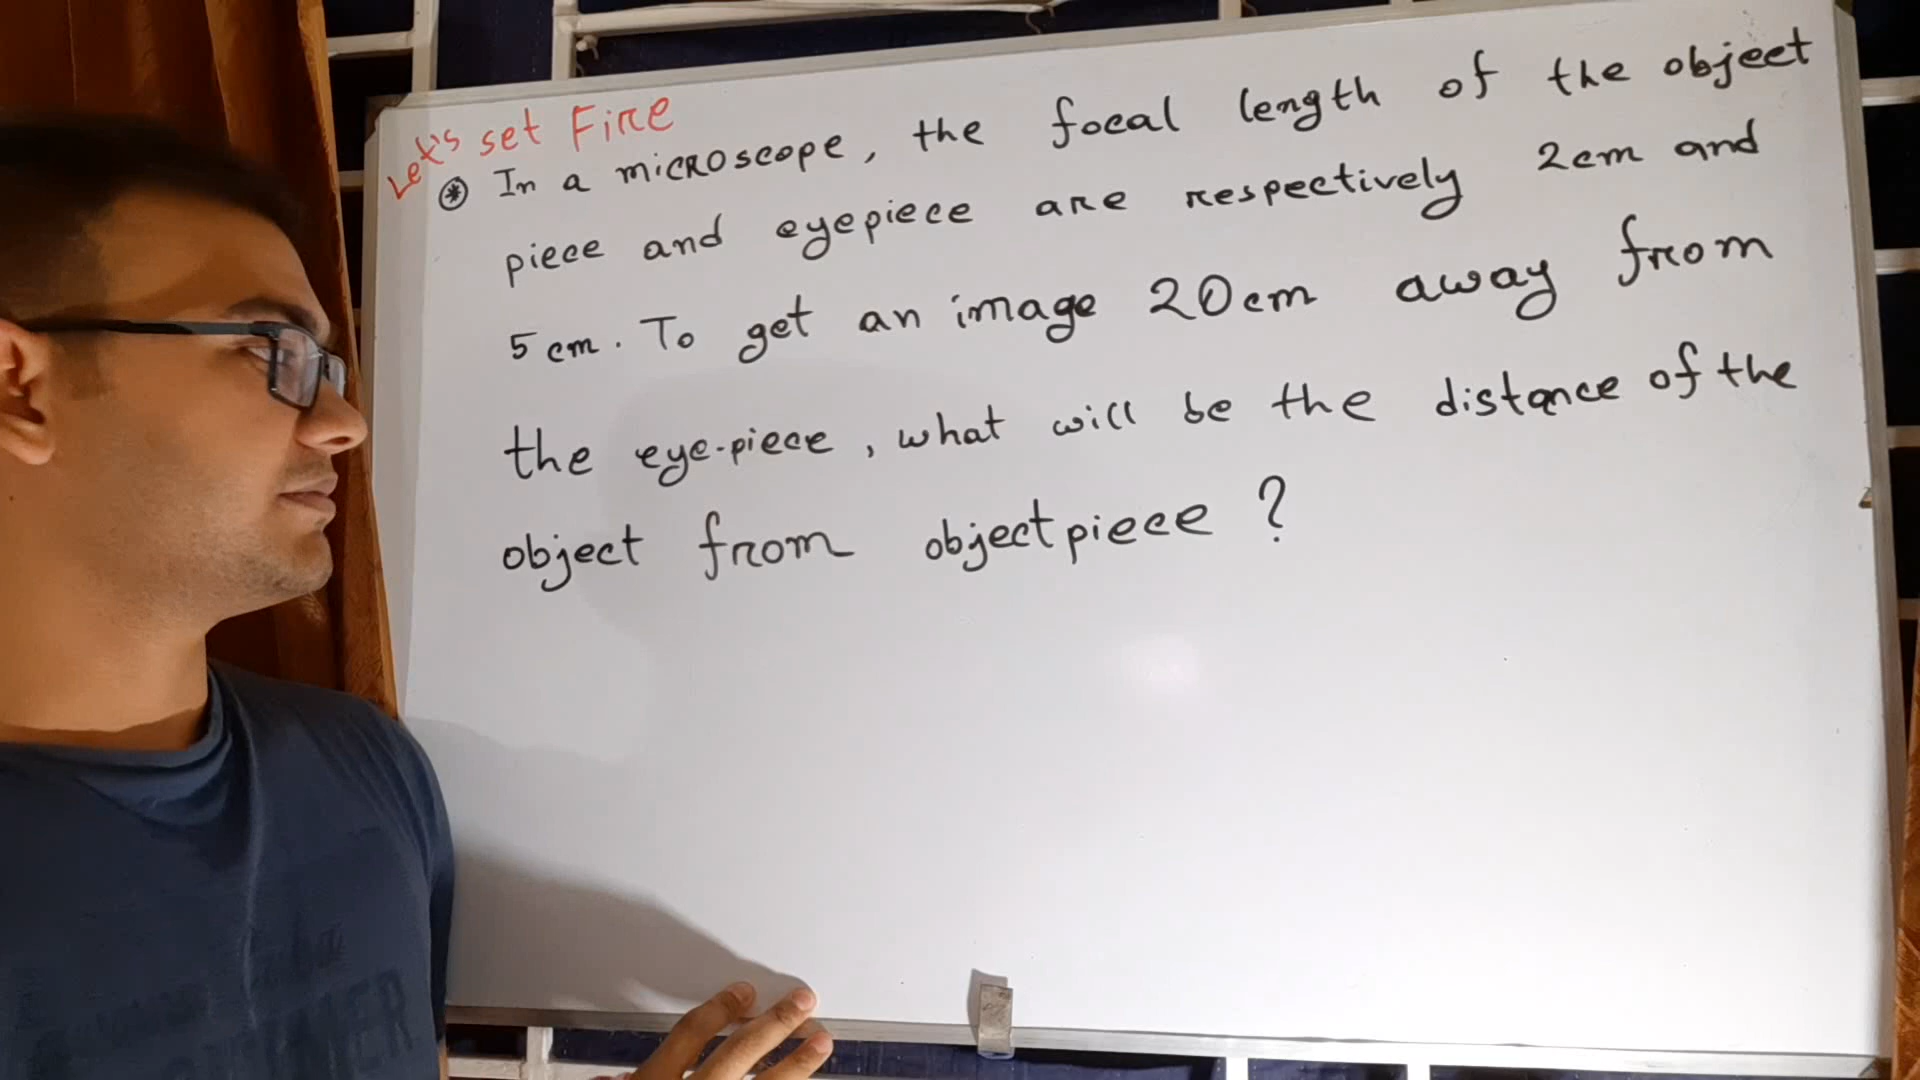 Let's set Fire
⊛ In a microscope, the focal length of the object
piece and eyepiece are respectively 2cm and
5cm. To get an image 20cm away from
the eye-piece, what will be the distance of the
object from objectpiece ?